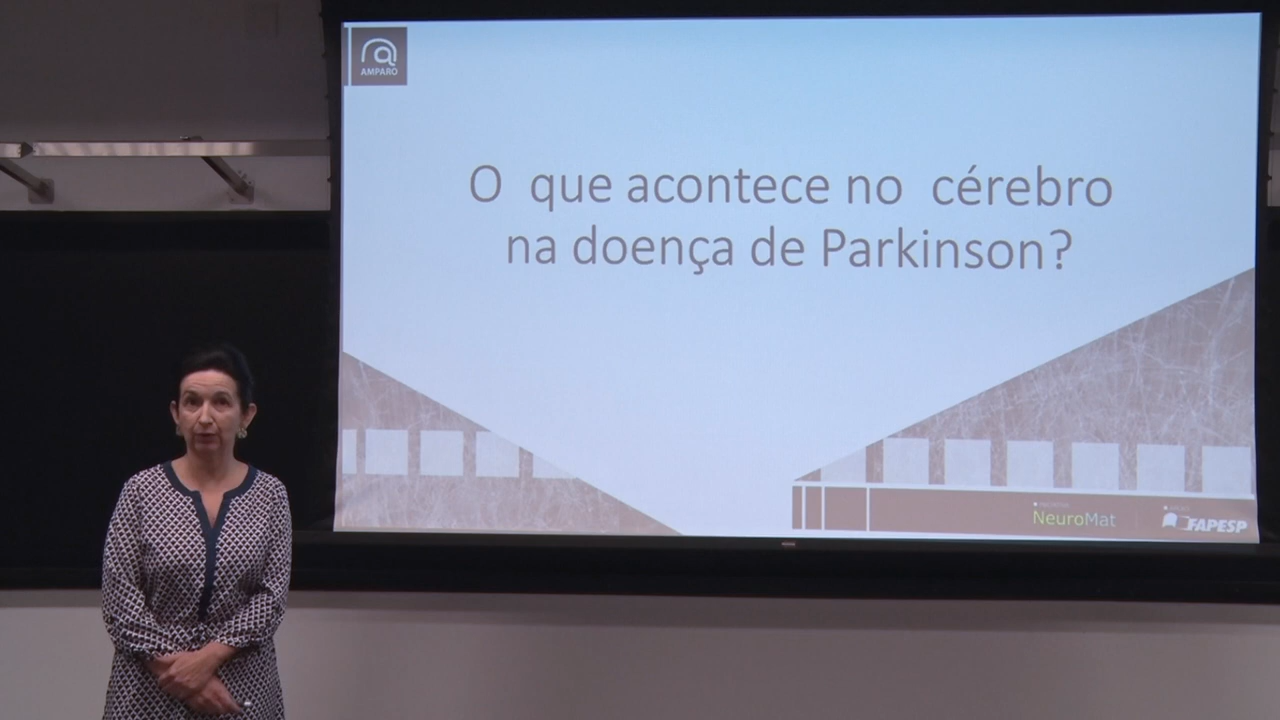 AMPARO
O que acontece no cérebro
na doença de Parkinson?
NeuroMat
FAPESP